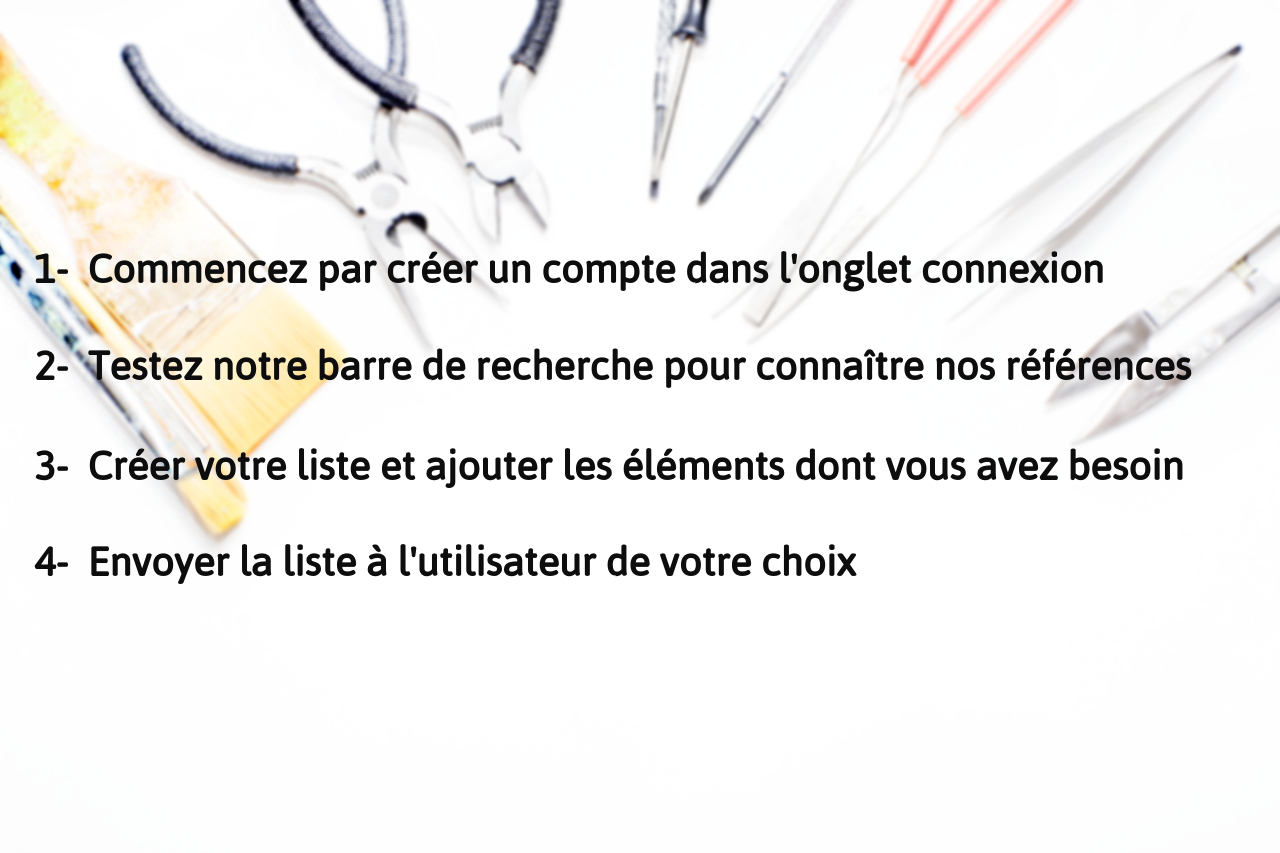 1- Commencez par créer un compte dans l'onglet connexion
2- Testez notre barre de recherche pour connaître nos références
3- Créer votre liste et ajouter les éléments dont vous avez besoin
4- Envoyer la liste à l'utilisateur de votre choix